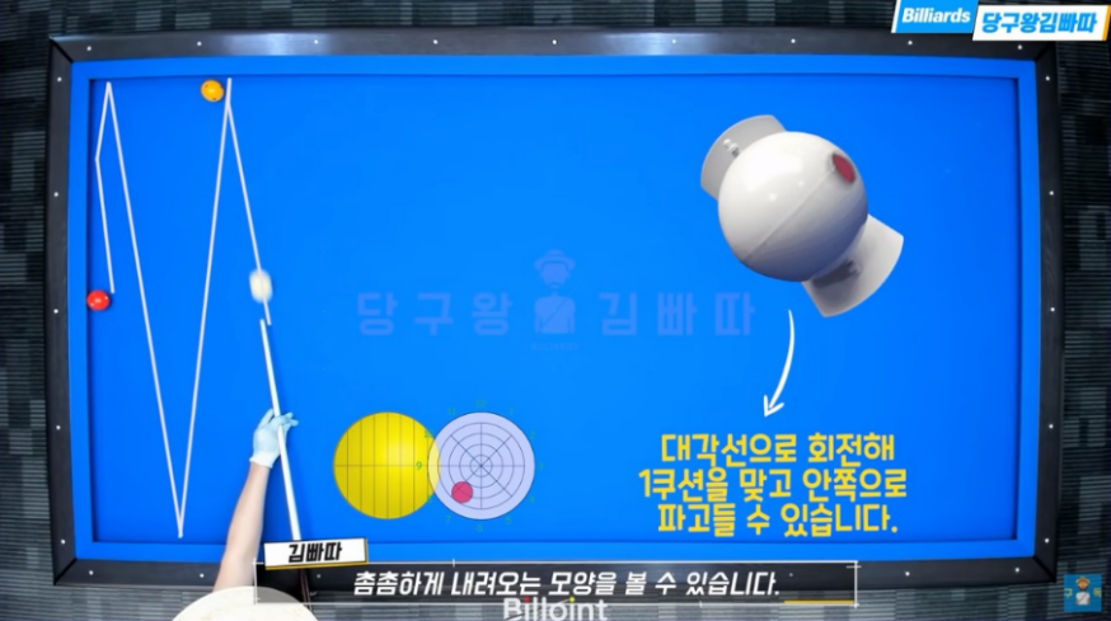 Billiards
당구왕김빠따
당구왕 김빠따
대각선으로 회전해
1쿠션을 맞고 안쪽으로
파고들 수 있습니다.
김빠따
촘촘하게 내려오는 모양을 볼 수 있습니다.
Billoint
구독